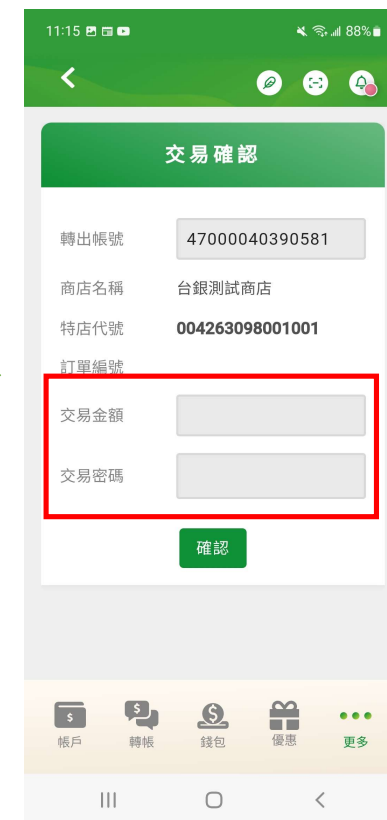 11:15 88%
交易確認
轉出帳號 47000040390581
商店名稱 台銀測試商店
特店代號 004263098001001
訂單編號
交易金額
交易密碼
確認
帳戶 轉帳 錢包 優惠 更多